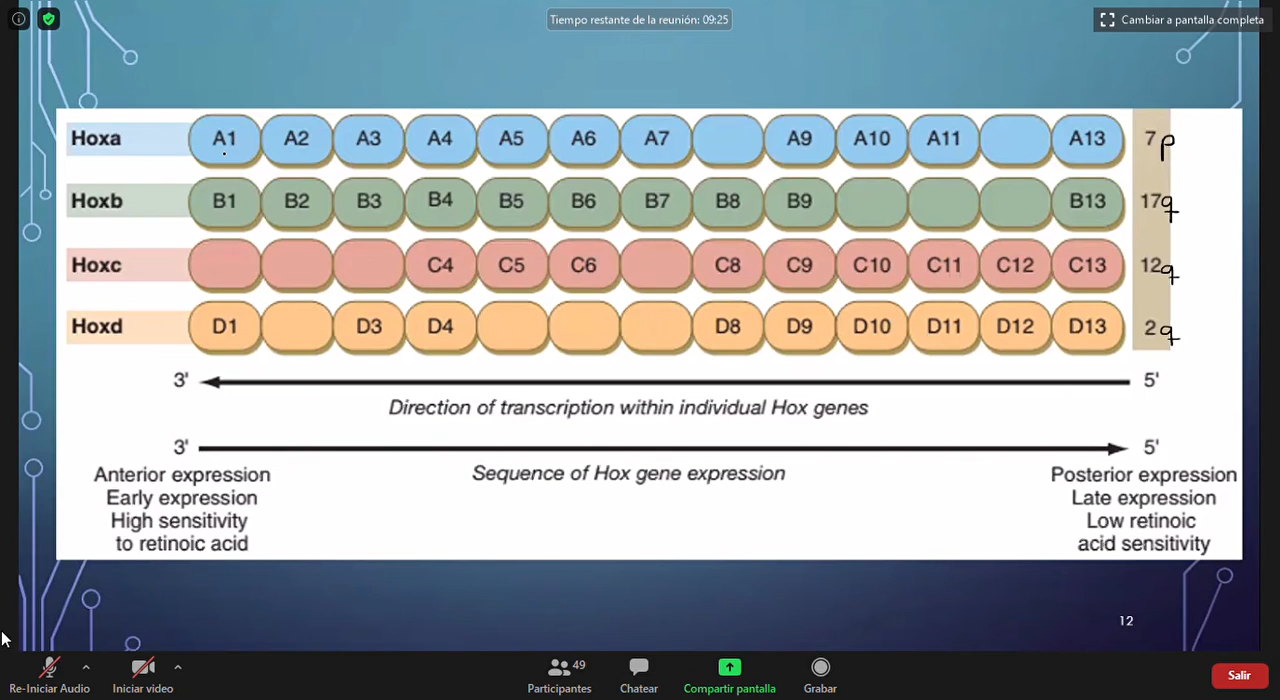 Tiempo restante de la reunión: 09:25
Cambiar a pantalla completa
Hoxa A1 A2 A3 A4 A5 A6 A7 A9 A10 A11 A13 7p
Hoxb B1 B2 B3 B4 B5 B6 B7 B8 B9 B13 17q
Hoxc C4 C5 C6 C8 C9 C10 C11 C12 C13 12q
Hoxd D1 D3 D4 D8 D9 D10 D11 D12 D13 2q
3' 5'
Direction of transcription within individual Hox genes
3' 5'
Sequence of Hox gene expression
Anterior expression
Early expression
High sensitivity
to retinoic acid
Posterior expression
Late expression
Low retinoic
acid sensitivity
12
Re-Iniciar Audio
Iniciar video
49
Participantes
Chatear
Compartir pantalla
Grabar
Salir